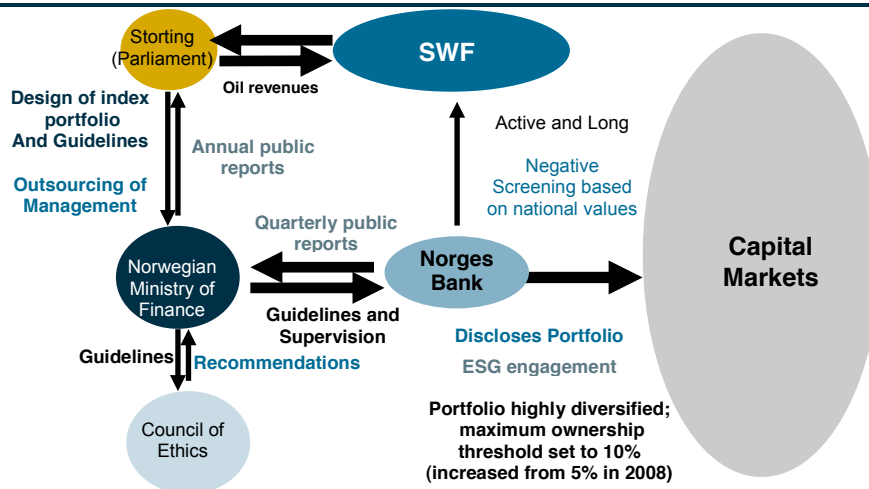 Storting
(Parliament)
SWF
Oil revenues
Design of index
portfolio
And Guidelines
Annual public
reports
Outsourcing of
Management
Active and Long
Negative
Screening based
on national values
Quarterly public
reports
Norwegian
Ministry of
Finance
Norges
Bank
Capital
Markets
Guidelines and
Supervision
Guidelines
Recommendations
Discloses Portfolio
ESG engagement
Council of
Ethics
Portfolio highly diversified;
maximum ownership
threshold set to 10%
(increased from 5% in 2008)